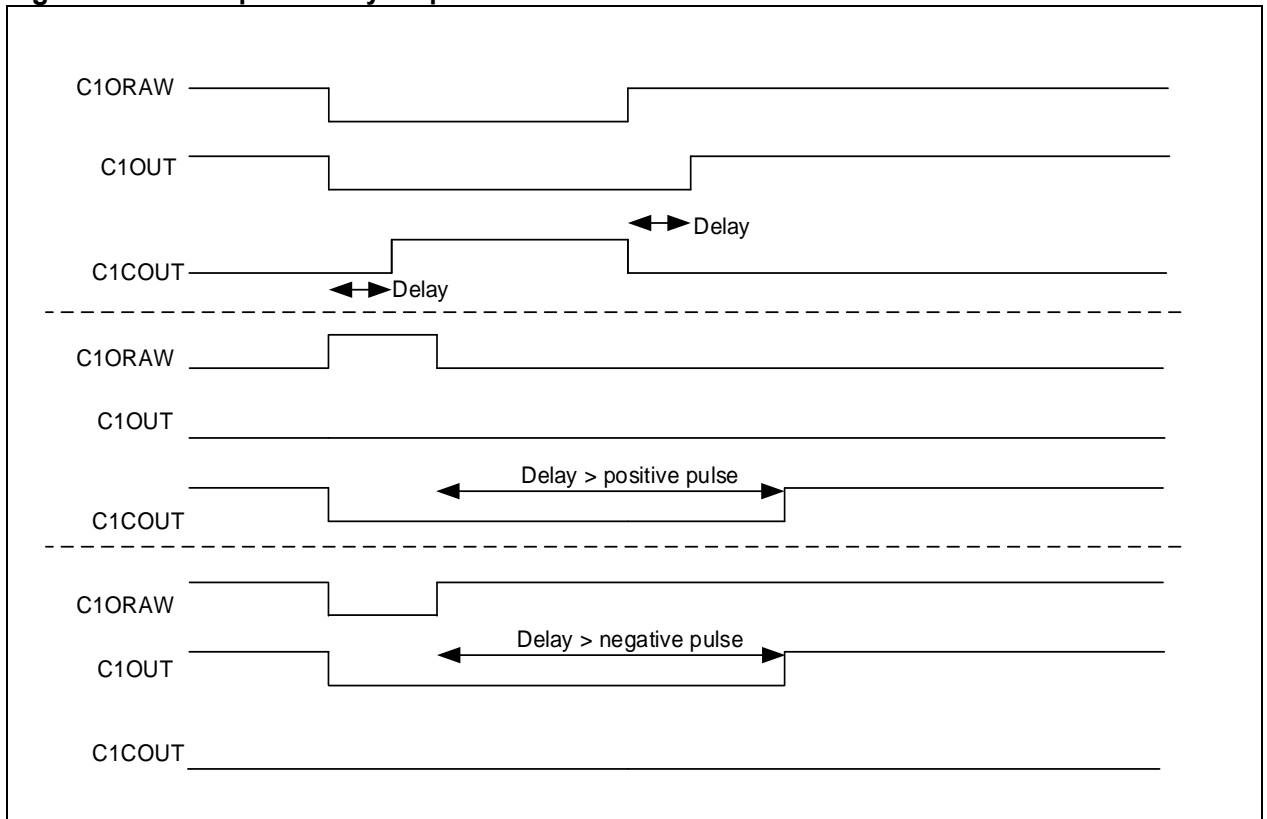 C1ORAW
C1OUT
Delay
C1COUT
Delay
C1ORAW
C1OUT
Delay > positive pulse
C1COUT
C1ORAW
Delay > negative pulse
C1OUT
C1COUT